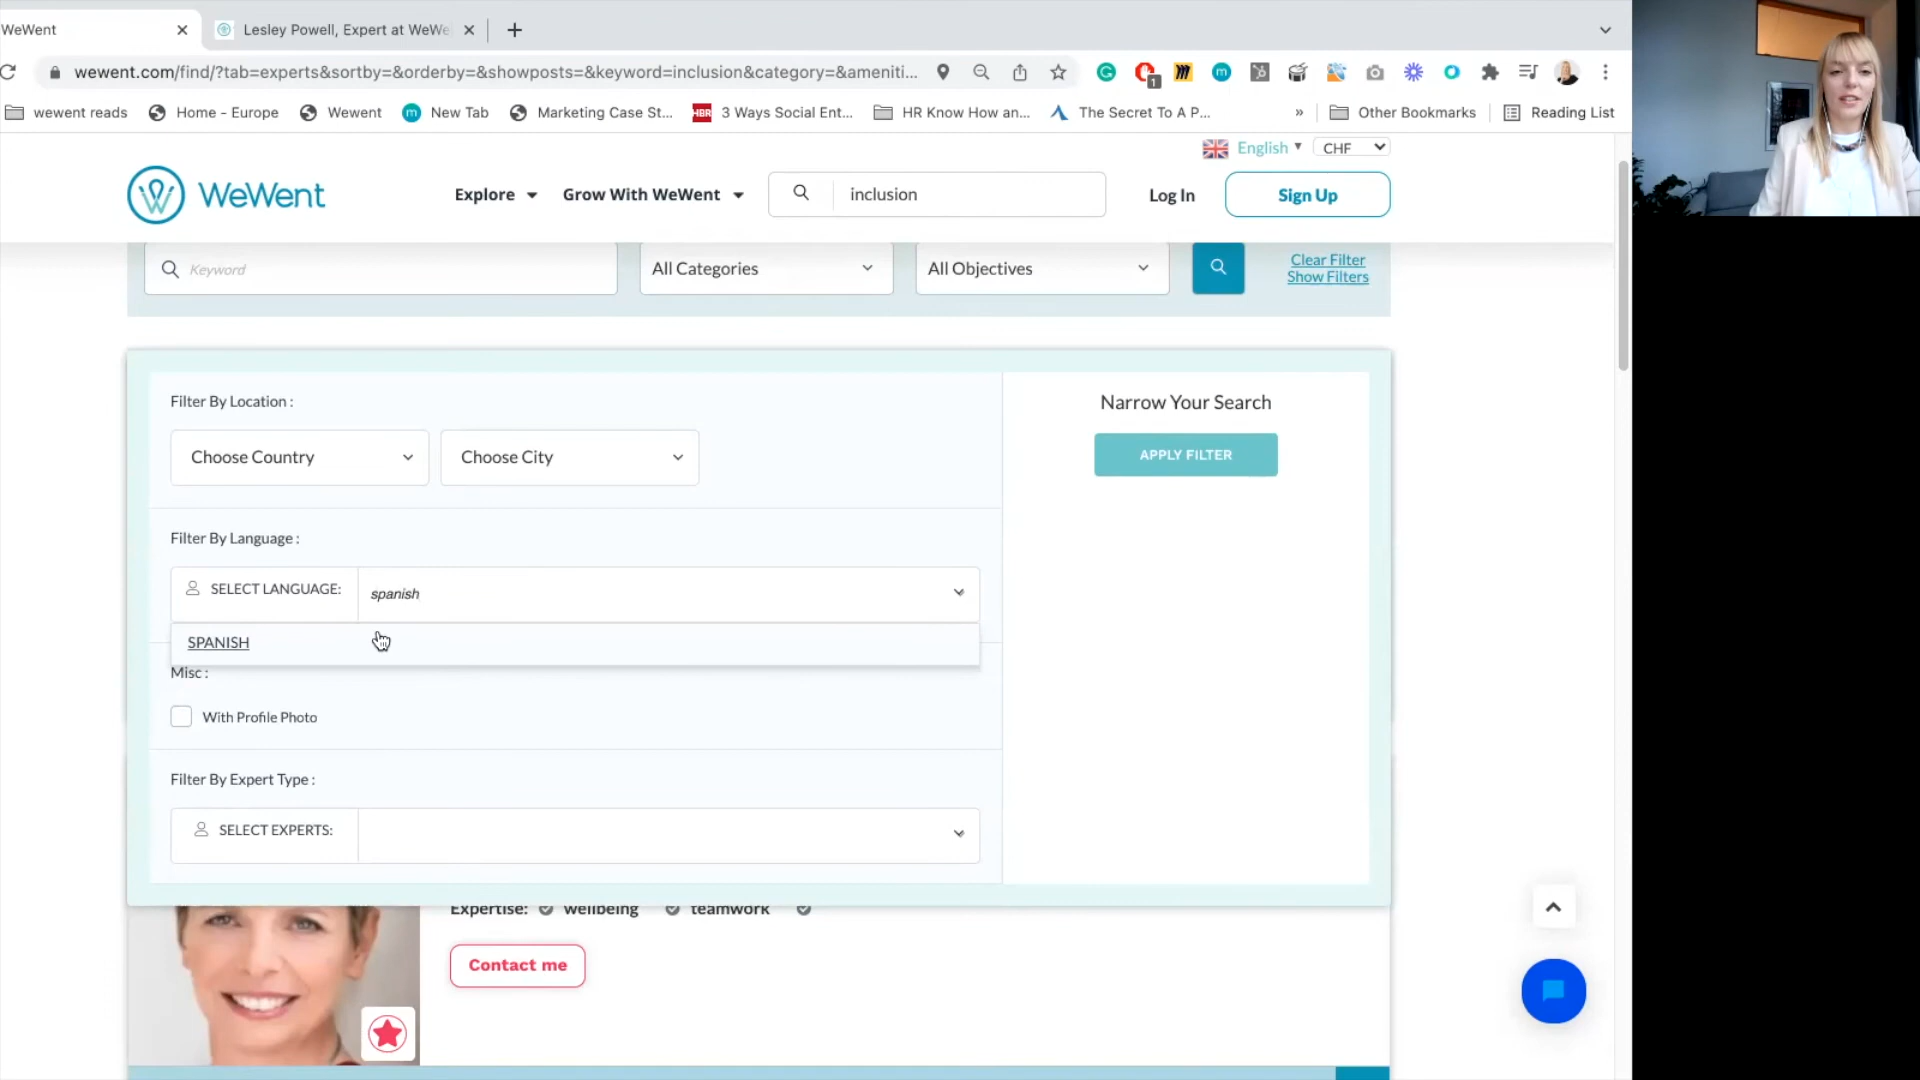 WeWent
Lesley Powell, Expert at WeWe
wewent.com/find/?tab=experts&sortby=&orderby=&showposts=&keyword=inclusion&category=&ameniti...
1
wewent reads
Home - Europe
Wewent
m
New Tab
Marketing Case St...
HBR
3 Ways Social Ent...
HR Know How an...
The Secret To A P...
»
Other Bookmarks
Reading List
English
CHF
WeWent
Explore
Grow With WeWent
inclusion
Log In
Sign Up
Keyword
All Categories
All Objectives
Clear Filter
Show Filters
Filter By Location :
Narrow Your Search
Choose Country
Choose City
APPLY FILTER
Filter By Language :
SELECT LANGUAGE:
spanish
SPANISH
Misc :
With Profile Photo
Filter By Expert Type :
SELECT EXPERTS:
Expertise:
wellbeing
teamwork
Contact me